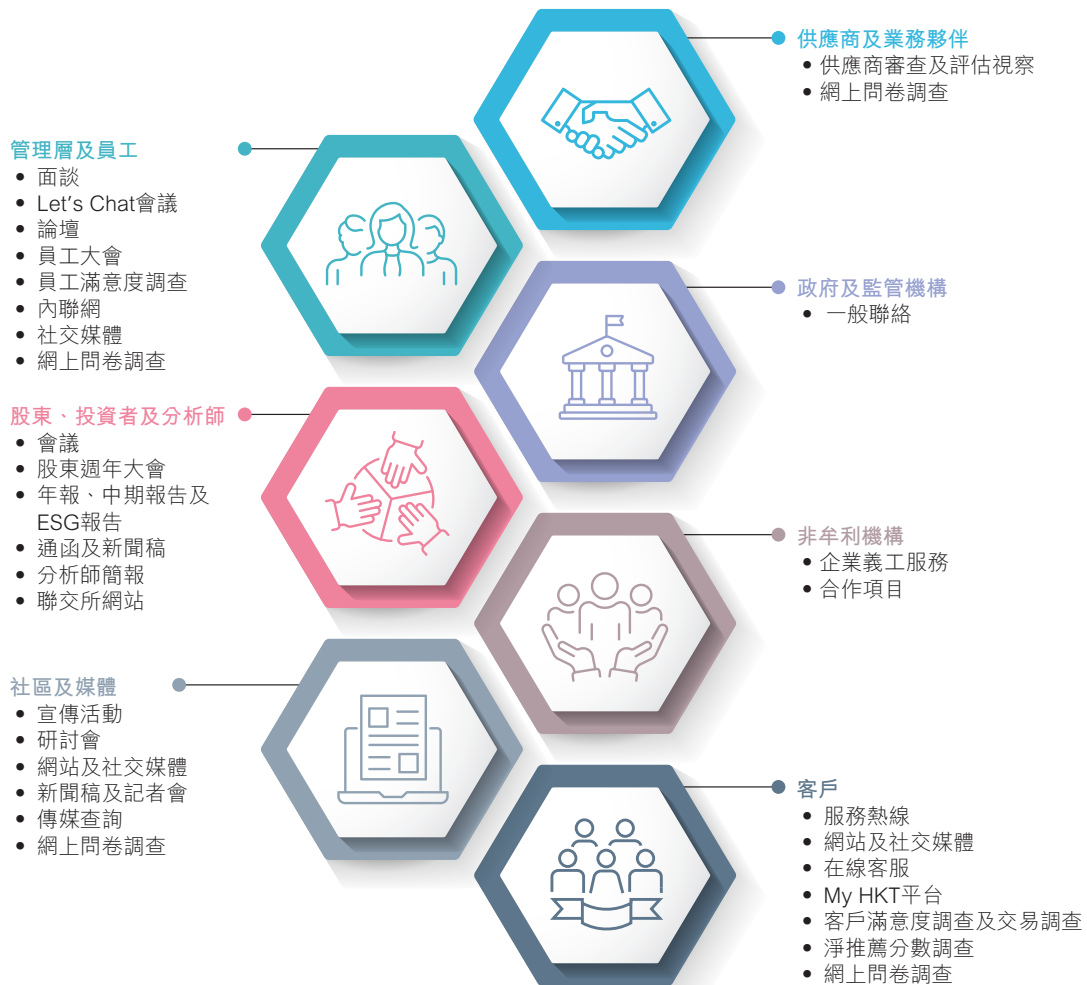 供應商及業務夥伴
• 供應商審查及評估視察
• 網上問卷調查
管理層及員工
• 面談
• Let's Chat會議
• 論壇
• 員工大會
• 員工滿意度調查
• 內聯網
• 社交媒體
• 網上問卷調查
政府及監管機構
• 一般聯絡
股東、投資者及分析師
• 會議
• 股東週年大會
• 年報、中期報告及
ESG報告
• 通函及新聞稿
• 分析師簡報
• 聯交所網站
非牟利機構
• 企業義工服務
• 合作項目
社區及媒體
• 宣傳活動
• 研討會
• 網站及社交媒體
• 新聞稿及記者會
• 傳媒查詢
• 網上問卷調查
客戶
• 服務熱線
• 網站及社交媒體
• 在線客服
• My HKT平台
• 客戶滿意度調查及交易調查
• 淨推薦分數調查
• 網上問卷調查